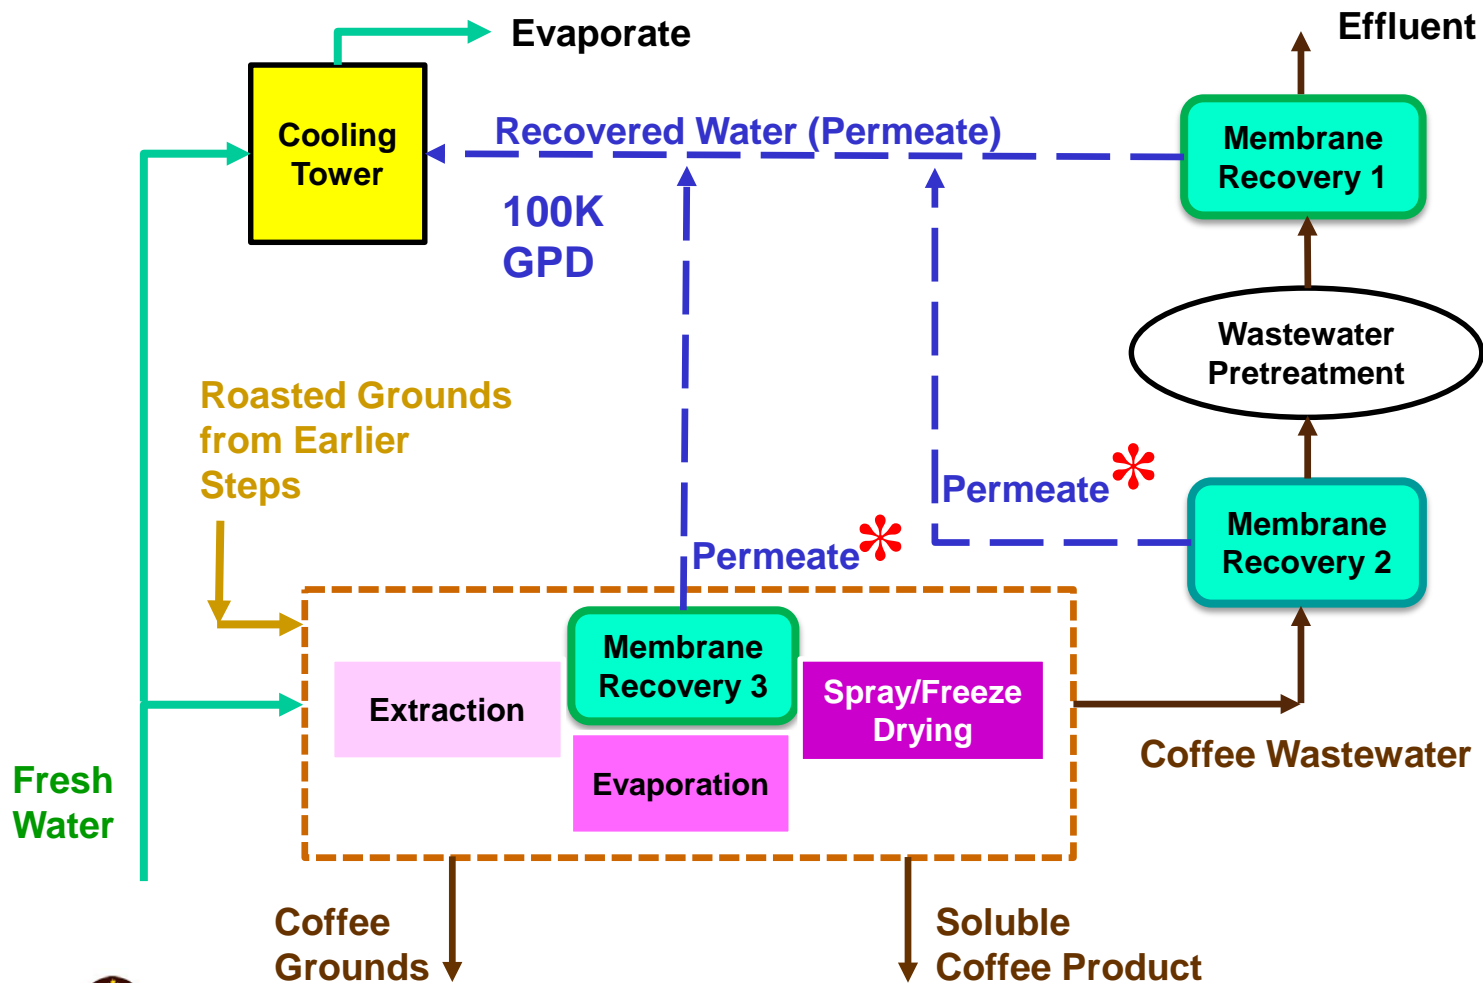 Evaporate
Effluent
Cooling
Tower
Recovered Water (Permeate)
Membrane
Recovery 1
100K
GPD
Wastewater
Pretreatment
Roasted Grounds
from Earlier
Steps
Permeate*
Membrane
Recovery 2
Permeate*
Membrane
Recovery 3
Extraction
Spray/Freeze
Drying
Evaporation
Coffee Wastewater
Fresh
Water
Coffee
Grounds
Soluble
Coffee Product